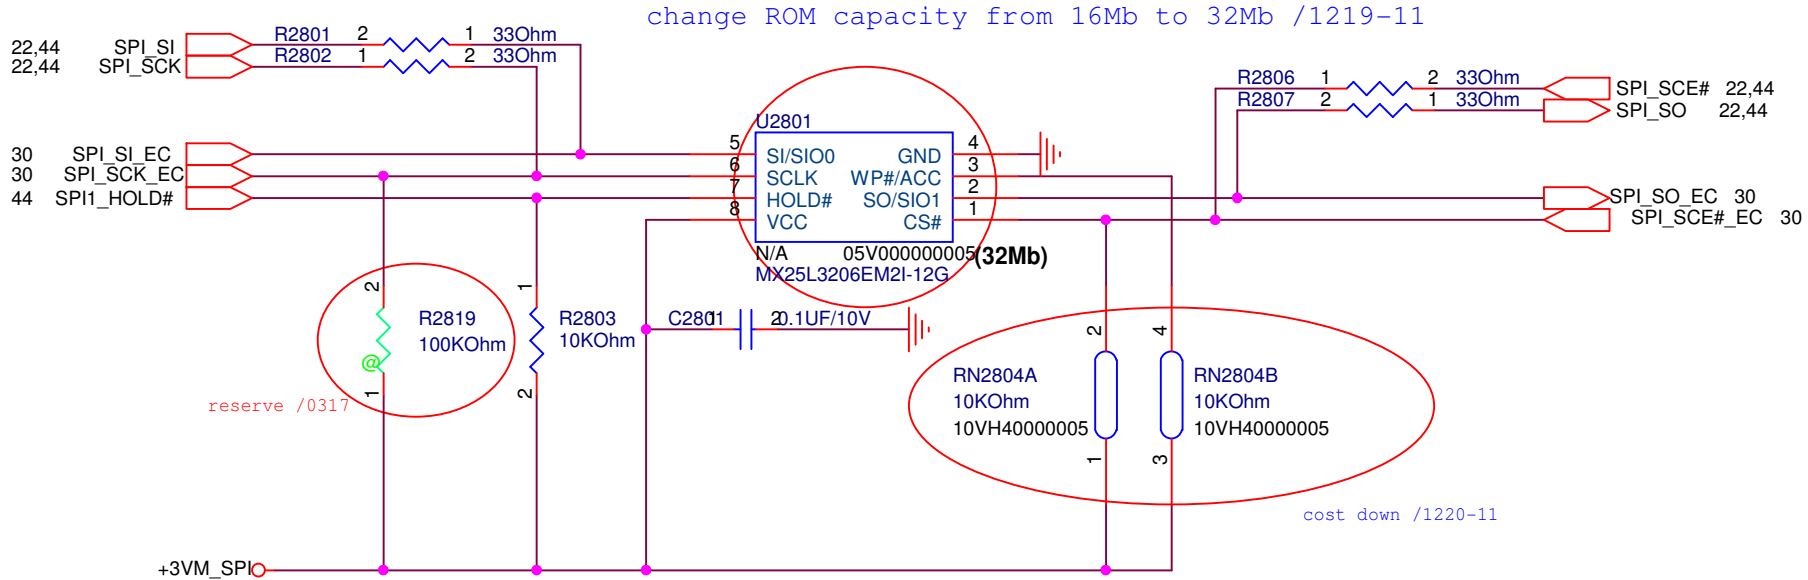 change ROM capacity from 16Mb to 32Mb /1219-11
22,44 SPI_SI R2801 2 1 33Ohm
22,44 SPI_SCK R2802 1 2 33Ohm
R2806 1 2 33Ohm SPI_SCE# 22,44
R2807 2 1 33Ohm SPI_SO 22,44
U2801
30 SPI_SI_EC 5 SI/SIO0 GND 4
30 SPI_SCK_EC 6 SCLK WP#/ACC 3
44 SPI1_HOLD# 7 HOLD# SO/SIO1 2 SPI_SO_EC 30
8 VCC CS# 1 SPI_SCE#_EC 30
N/A 05V000000005 (32Mb)
MX25L3206EM2I-12G
2 R2819 1 R2803 C2801 1 2 0.1UF/10V
100KOhm 10KOhm
@
1 2
reserve /0317
2 4
RN2804A RN2804B
10KOhm 10KOhm
10VH40000005 10VH40000005
1 3
cost down /1220-11
+3VM_SPI